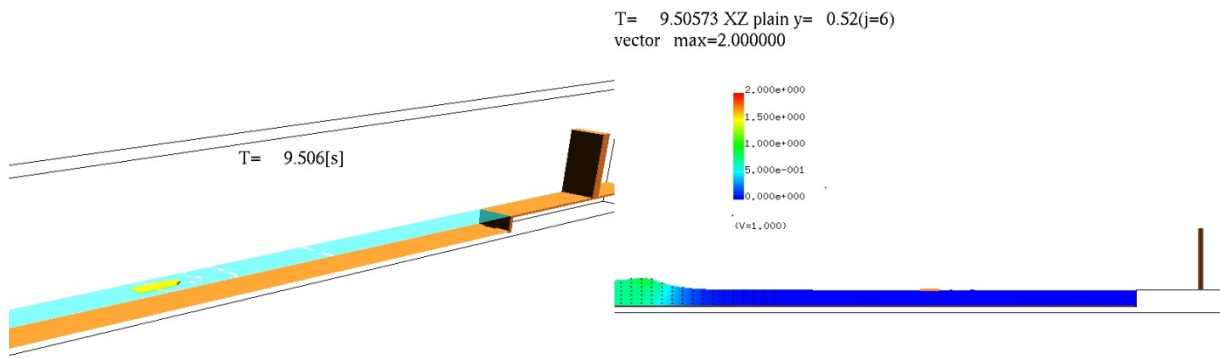 T= 9.506[s]
T= 9.50573 XZ plain y= 0.52(j=6)
vector max=2.000000
2.000e+000
1.500e+000
1.000e+000
5.000e-001
0.000e+000
(V=1.000)